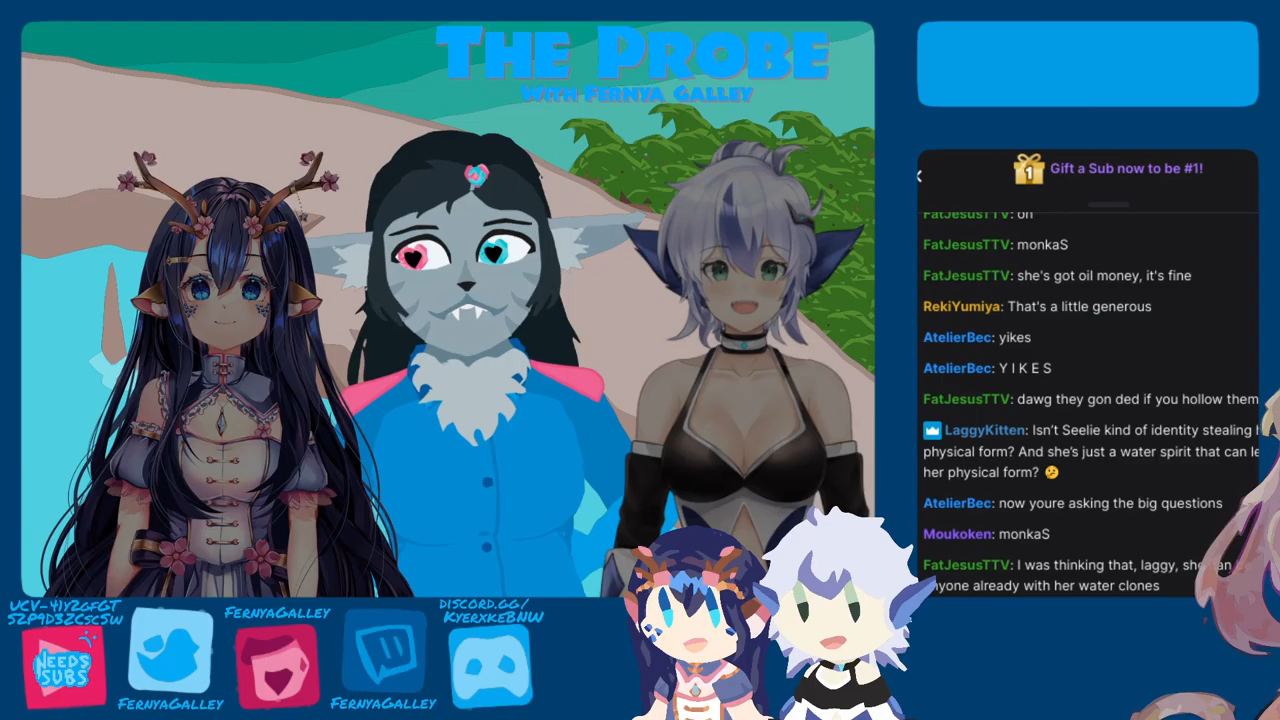 THE PROBE
WITH FERNYA GALLEY
1
Gift a Sub now to be #1!
FatJesusTTV: oh
FatJesusTTV: monkaS
FatJesusTTV: she's got oil money, it's fine
RekiYumiya: That's a little generous
AtelierBec: yikes
AtelierBec: Y I K E S
FatJesusTTV: dawg they gon ded if you hollow them
LaggyKitten: Isn't Seelie kind of identity stealing
physical form? And she's just a water spirit that can
her physical form?
AtelierBec: now youre asking the big questions
Moukoken: monkaS
FatJesusTTV: I was thinking that, laggy, she can
anyone already with her water clones
NEEDS
SUBS
FERNYAGALLEY
FERNYAGALLEY
FERNYAGALLEY
DISCORD.GG/
KYERXKEBNW